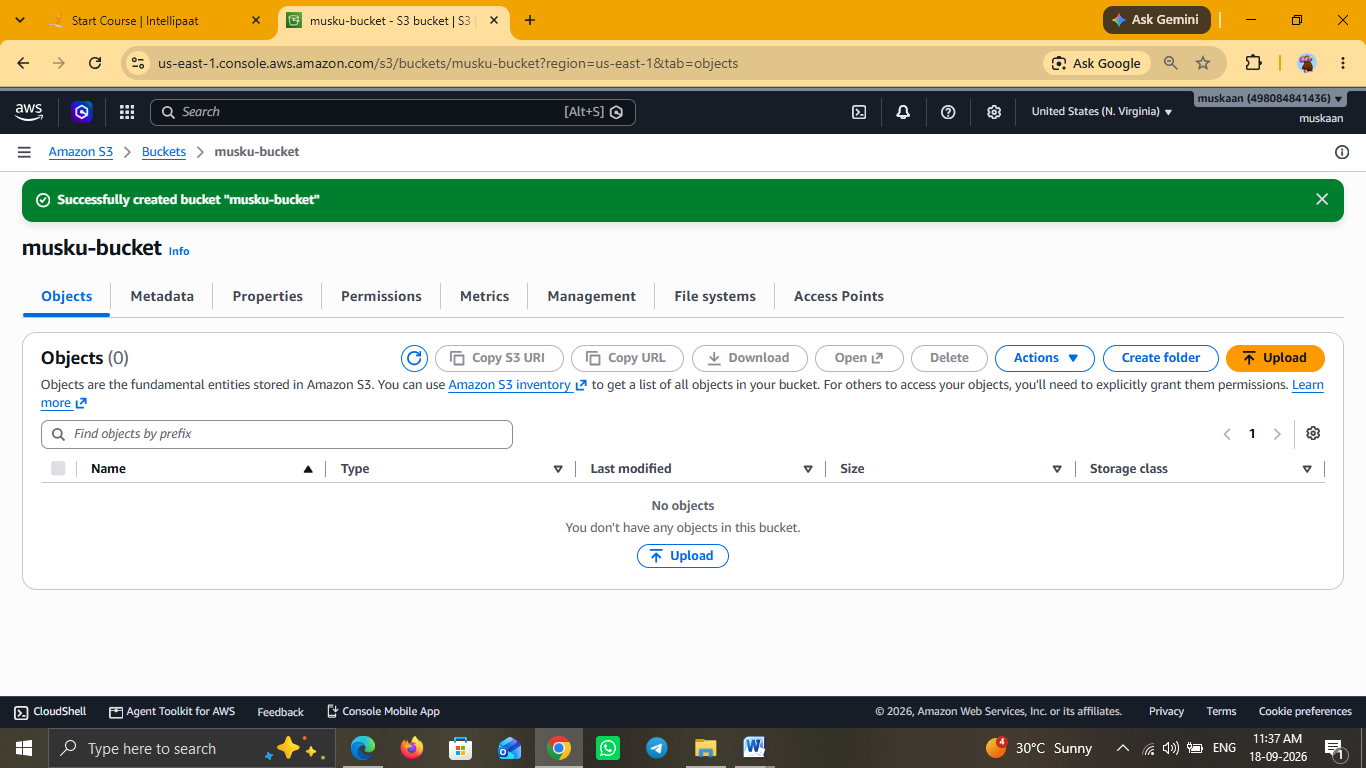 Start Course | Intellipaat
musku-bucket - S3 bucket | S3
Ask Gemini
us-east-1.console.aws.amazon.com/s3/buckets/musku-bucket?region=us-east-1&tab=objects
Ask Google
aws
Search
[Alt+S]
United States (N. Virginia)
muskaan (498084841436)
muskaan
Amazon S3
Buckets
musku-bucket
Successfully created bucket "musku-bucket"
musku-bucket Info
Objects
Metadata
Properties
Permissions
Metrics
Management
File systems
Access Points
Objects (0)
Copy S3 URI
Copy URL
Download
Open
Delete
Actions
Create folder
Upload
Objects are the fundamental entities stored in Amazon S3. You can use Amazon S3 inventory to get a list of all objects in your bucket. For others to access your objects, you'll need to explicitly grant them permissions. Learn
more
Find objects by prefix
1
Name
Type
Last modified
Size
Storage class
No objects
You don't have any objects in this bucket.
Upload
CloudShell
Agent Toolkit for AWS
Feedback
Console Mobile App
© 2026, Amazon Web Services, Inc. or its affiliates.
Privacy
Terms
Cookie preferences
Type here to search
4
30°C Sunny
ENG
11:37 AM
18-09-2026
1